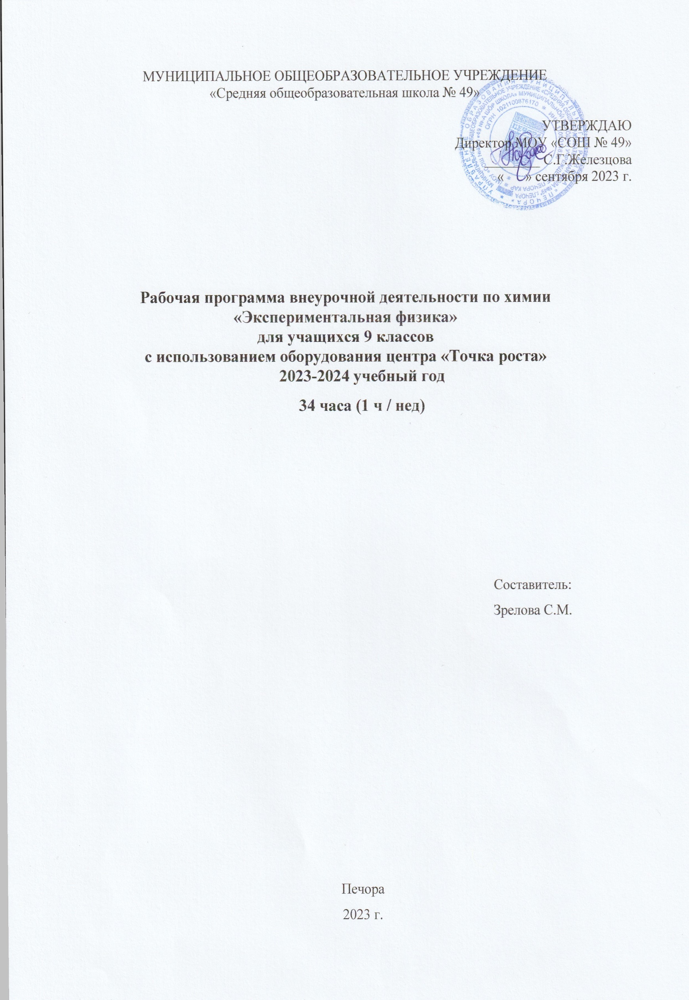 МУНИЦИПАЛЬНОЕ ОБЩЕОБРАЗОВАТЕЛЬНОЕ УЧРЕЖДЕНИЕ
«Средняя общеобразовательная школа № 49»
ОГРН 1021100876170
УТВЕРЖДАЮ
Директор МОУ «СОШ № 49»
________ С.Г.Железцова
« » сентября 2023 г.
Рабочая программа внеурочной деятельности по химии
«Экспериментальная физика»
для учащихся 9 классов
с использованием оборудования центра «Точка роста»
2023-2024 учебный год
34 часа (1 ч / нед)
Составитель:
Зрелова С.М.
Печора
2023 г.